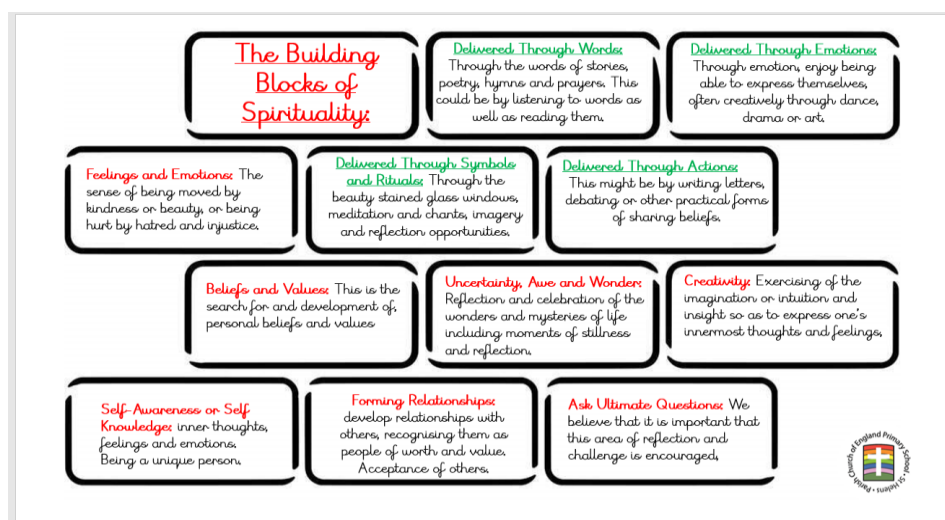 The Building
Blocks of
Spirituality:
Delivered Through Words:
Through the words of stories,
poetry, hymns and prayers. This
could be by listening to words as
well as reading them.
Delivered Through Emotions:
Through emotion, enjoy being
able to express themselves,
often creatively through dance,
drama or art.
Feelings and Emotions: The
sense of being moved by
kindness or beauty, or being
hurt by hatred and injustice.
Delivered Through Symbols
and Rituals: Through the
beauty stained glass windows,
meditation and chants, imagery
and reflection opportunities.
Delivered Through Actions:
This might be by writing letters,
debating or other practical forms
of sharing beliefs.
Beliefs and Values: This is the
search for and development of,
personal beliefs and values
Uncertainty, Awe and Wonder:
Reflection and celebration of the
wonders and mysteries of life
including moments of stillness
and reflection.
Creativity: Exercising of the
imagination or intuition and
insight so as to express one's
innermost thoughts and feelings,
Self-Awareness or Self
Knowledge: inner thoughts,
feelings and emotions.
Being a unique person.
Forming Relationships:
develop relationships with
others, recognising them as
people of worth and value.
Acceptance of others.
Ask Ultimate Questions: We
believe that it is important that
this area of reflection and
challenge is encouraged,
Parish Church of England Primary School • St Helens •